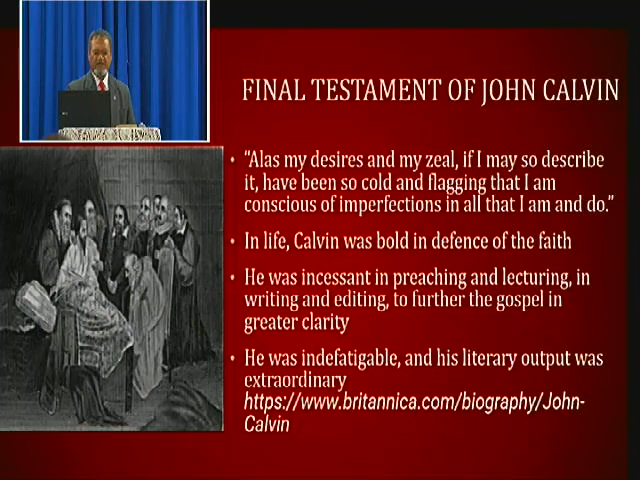 FINAL TESTAMENT OF JOHN CALVIN
• "Alas my desires and my zeal, if I may so describe
it, have been so cold and flagging that I am
conscious of imperfections in all that I am and do."
• In life, Calvin was bold in defence of the faith
• He was incessant in preaching and lecturing, in
writing and editing, to further the gospel in
greater clarity
• He was indefatigable, and his literary output was
extraordinary
https://www.britannica.com/biography/John-
Calvin